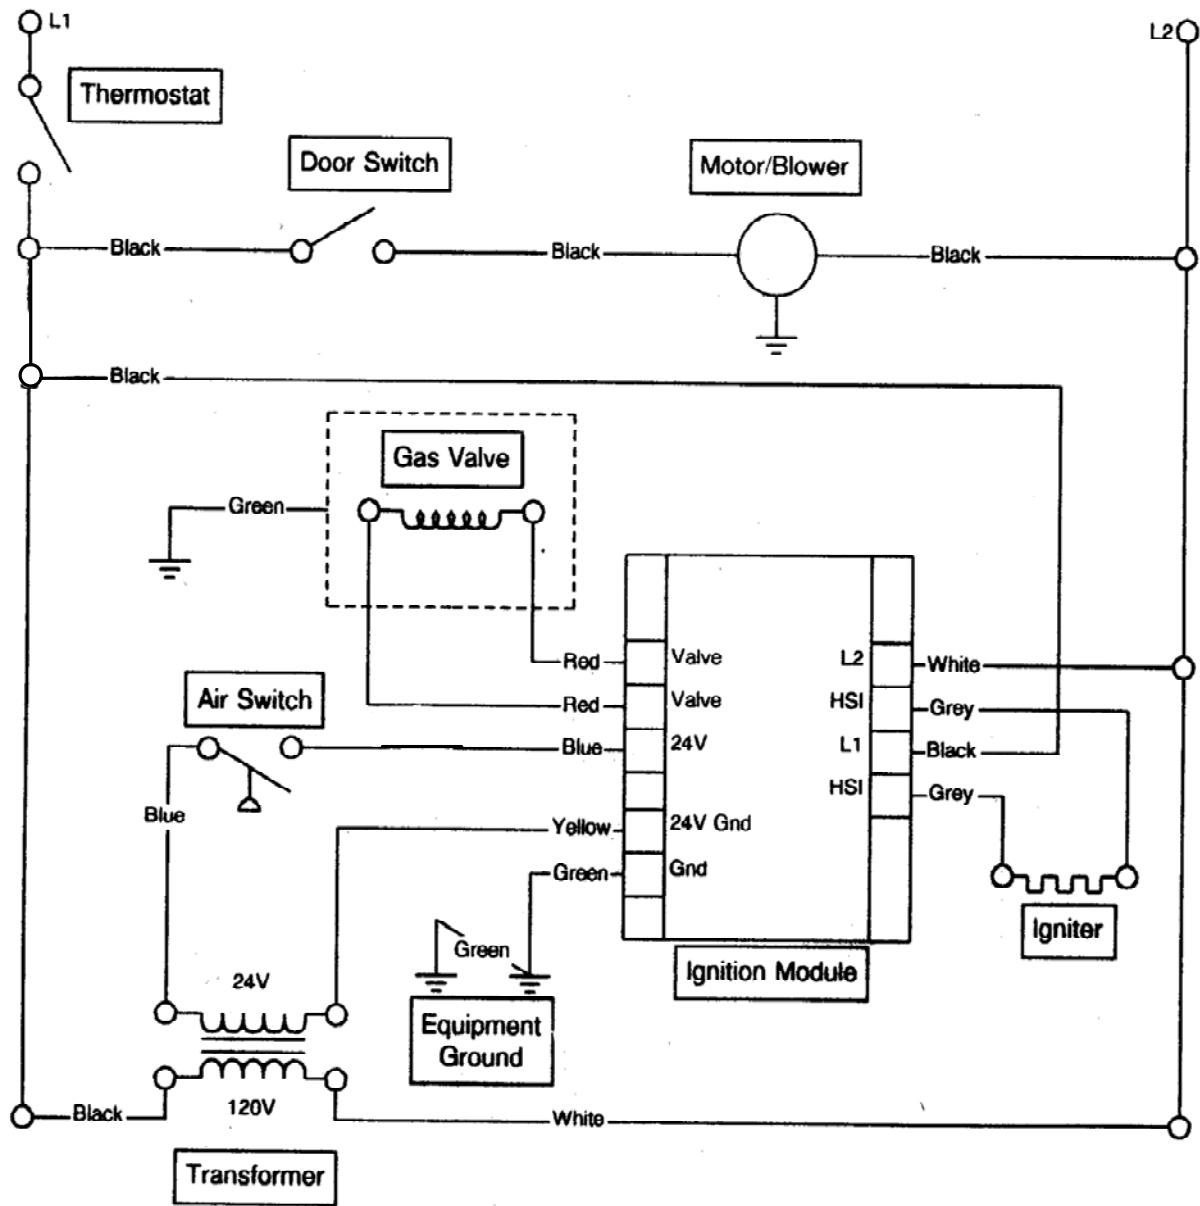 L1
L2
Thermostat
Door Switch
Motor/Blower
Black
Black
Black
Black
Gas Valve
Green
Red
Valve
L2
White
Air Switch
Red
Valve
HSI
Grey
Blue
24V
L1
Black
HSI
Grey
Blue
Yellow
24V Gnd
Green
Gnd
Igniter
Green
Ignition Module
24V
Equipment
Ground
120V
Black
White
Transformer